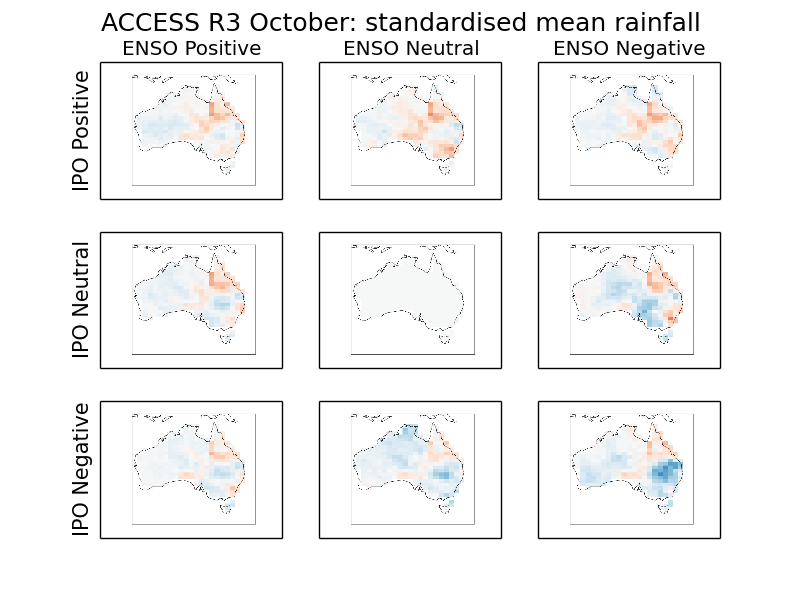 ACCESS R3 October: standardised mean rainfall
ENSO Positive
ENSO Neutral
ENSO Negative
IPO Positive
IPO Neutral
IPO Negative